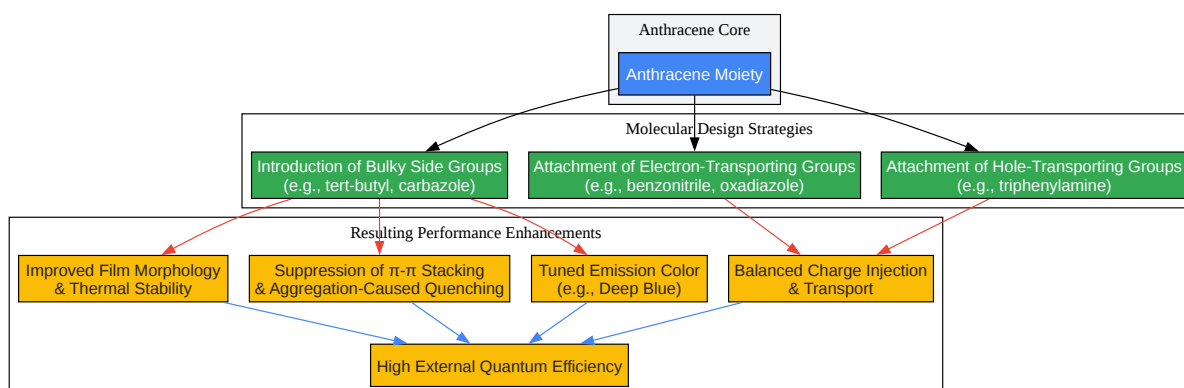 Anthracene Core
Anthracene Moiety
Molecular Design Strategies
Introduction of Bulky Side Groups
(e.g., tert-butyl, carbazole)
Attachment of Electron-Transporting Groups
(e.g., benzonitrile, oxadiazole)
Attachment of Hole-Transporting Groups
(e.g., triphenylamine)
Resulting Performance Enhancements
Improved Film Morphology
& Thermal Stability
Suppression of π-π Stacking
& Aggregation-Caused Quenching
Tuned Emission Color
(e.g., Deep Blue)
Balanced Charge Injection
& Transport
High External Quantum Efficiency